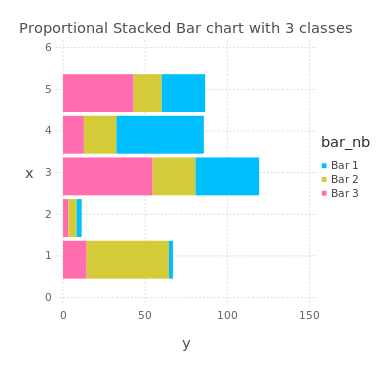 Proportional Stacked Bar chart with 3 classes
6
5
4
3
2
1
0
x
0 50 100 150
y
bar_nb
Bar 1
Bar 2
Bar 3